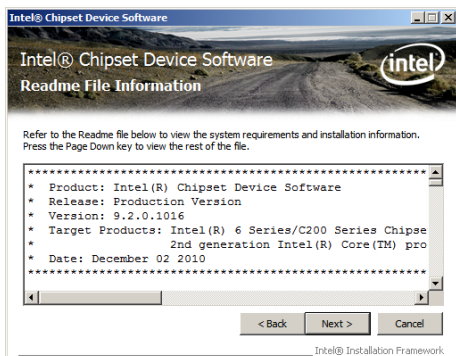 Intel® Chipset Device Software
Intel® Chipset Device Software
Readme File Information
intel
Refer to the Readme file below to view the system requirements and installation information.
Press the Page Down key to view the rest of the file.
************************************************************
* Product: Intel(R) Chipset Device Software
* Release: Production Version
* Version: 9.2.0.1016
* Target Products: Intel(R) 6 Series/C200 Series Chipse
* 2nd generation Intel(R) Core(TM) pro
* Date: December 02 2010
************************************************************
< Back Next > Cancel
Intel® Installation Framework